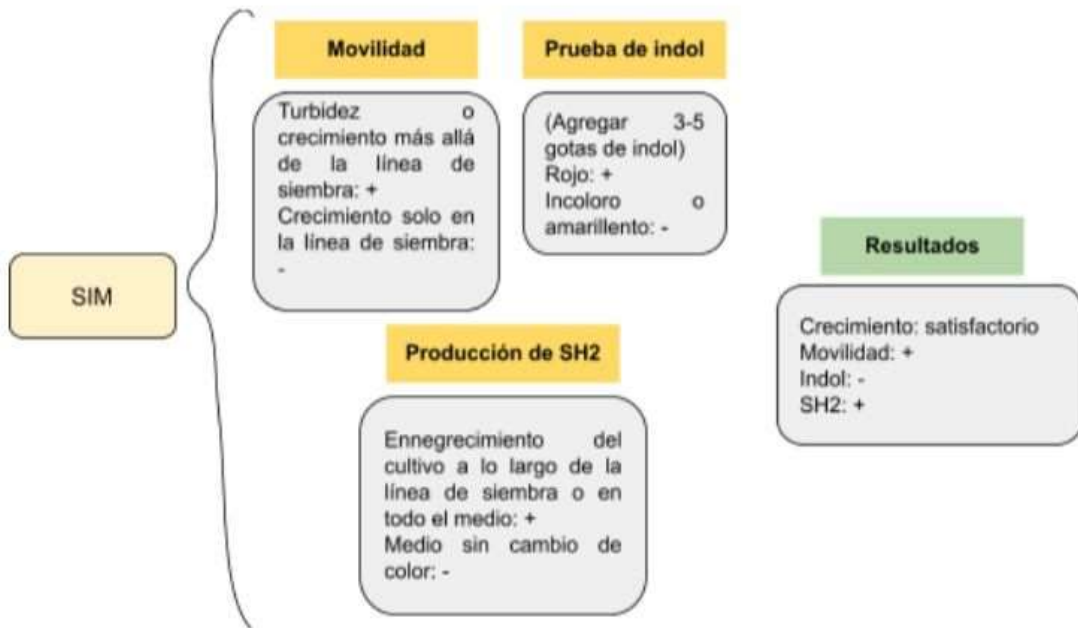 SIM
Movilidad
Turbidez o
crecimiento más allá
de la línea de
siembra: +
Crecimiento solo en
la línea de siembra:
-
Prueba de indol
(Agregar 3-5
gotas de indol)
Rojo: +
Incoloro o
amarillento: -
Producción de SH2
Ennegrecimiento del
cultivo a lo largo de la
línea de siembra o en
todo el medio: +
Medio sin cambio de
color: -
Resultados
Crecimiento: satisfactorio
Movilidad: +
Indol: -
SH2: +